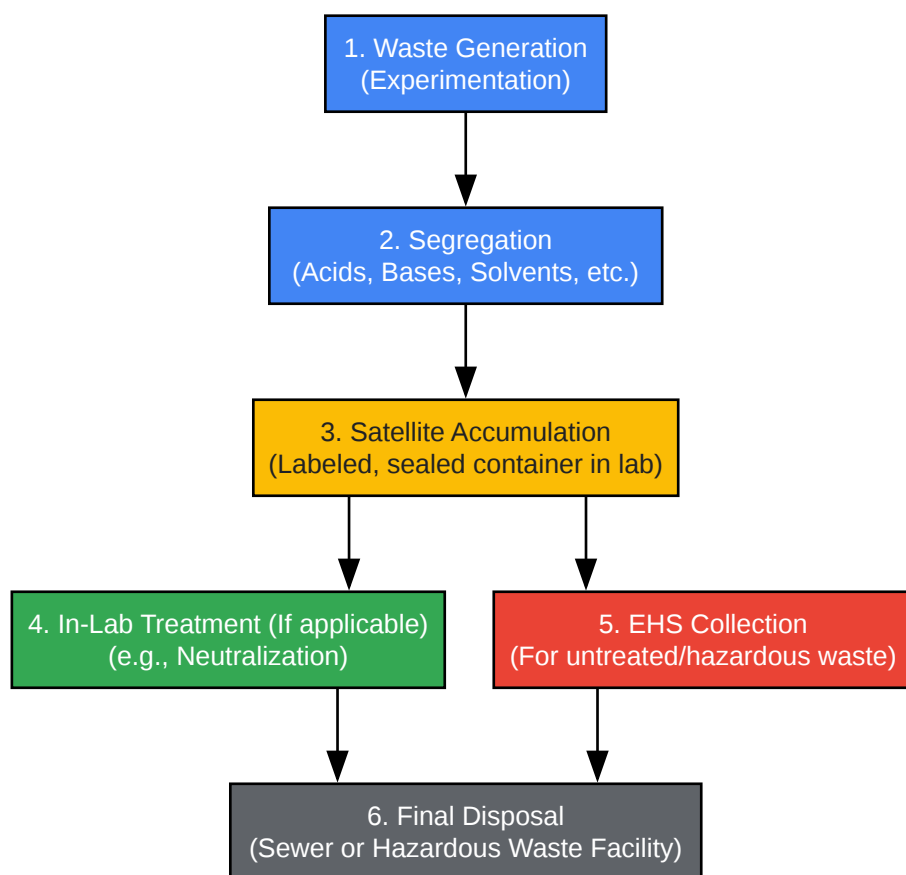 1. Waste Generation
(Experimentation)
2. Segregation
(Acids, Bases, Solvents, etc.)
3. Satellite Accumulation
(Labeled, sealed container in lab)
4. In-Lab Treatment (If applicable)
(e.g., Neutralization)
5. EHS Collection
(For untreated/hazardous waste)
6. Final Disposal
(Sewer or Hazardous Waste Facility)